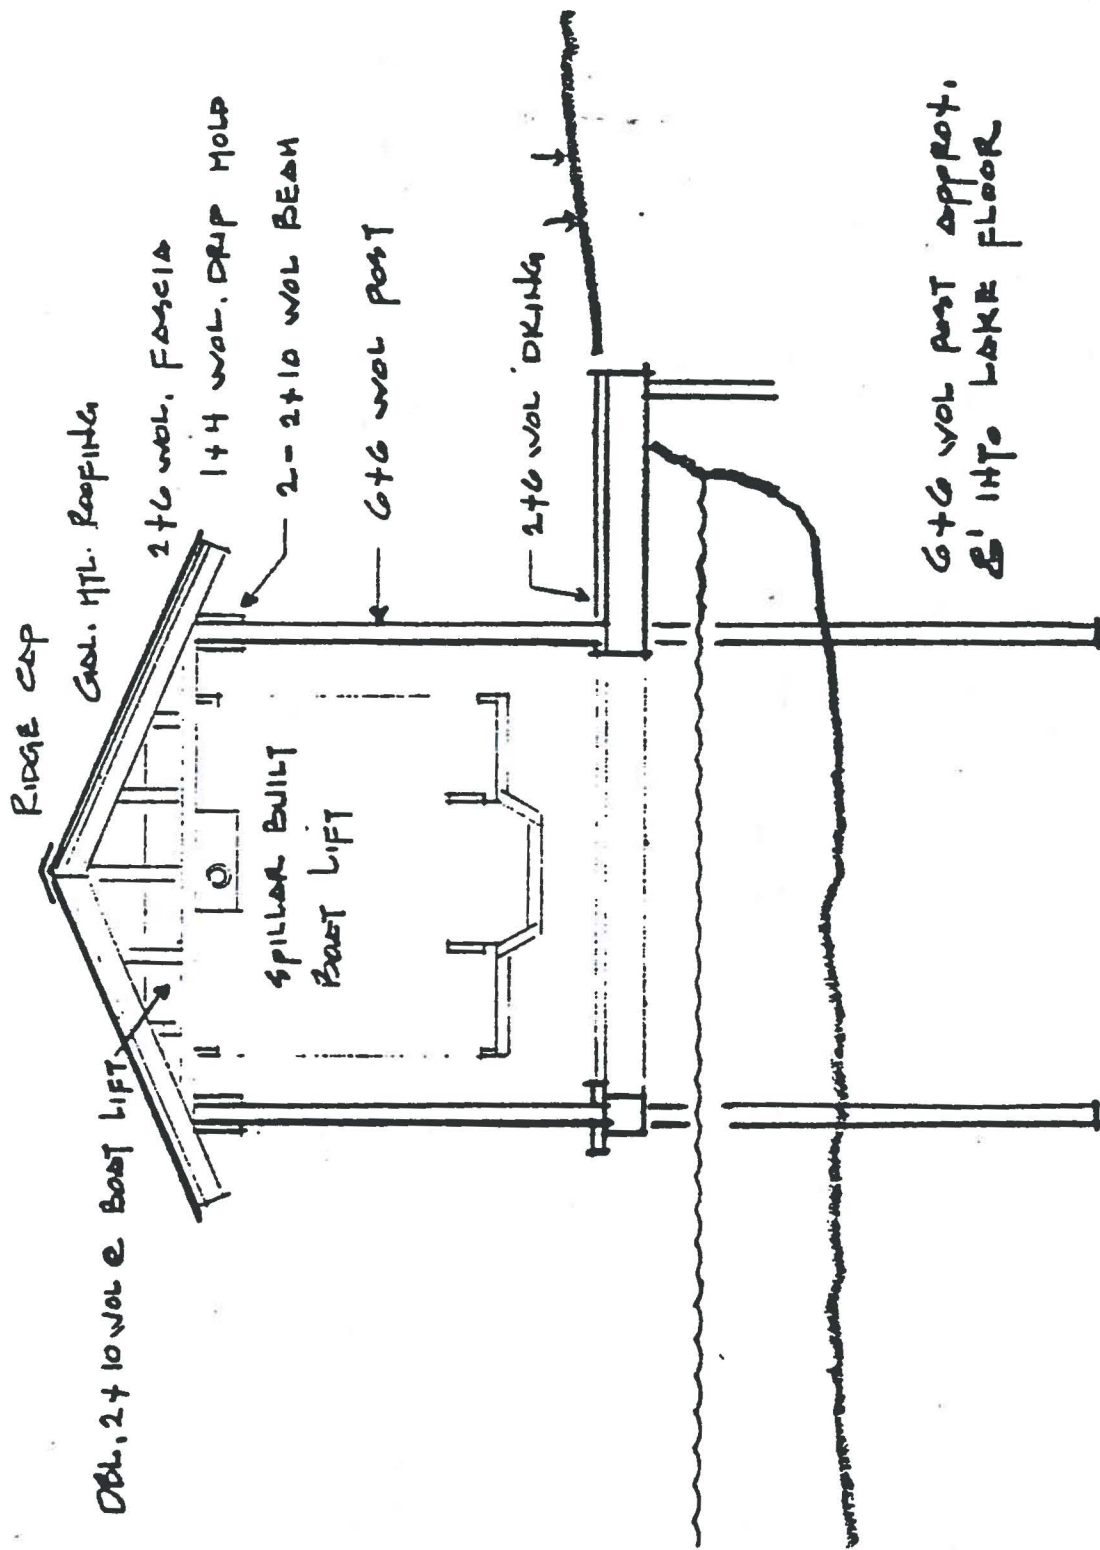 RIDGE CAP
GAL. MTL. ROOFING
2+6 WOL. FASCIA
1+4 WOL. DRIP MOLD
2-2+10 WOL BEAM
6+6 WOL POST
2+6 WOL DKING
DBL. 2+10 WOL @ BOAT LIFT
SPILLAR BUILT
BOAT LIFT
6+6 WOL POST APPROX.
8' INTO LAKE FLOOR